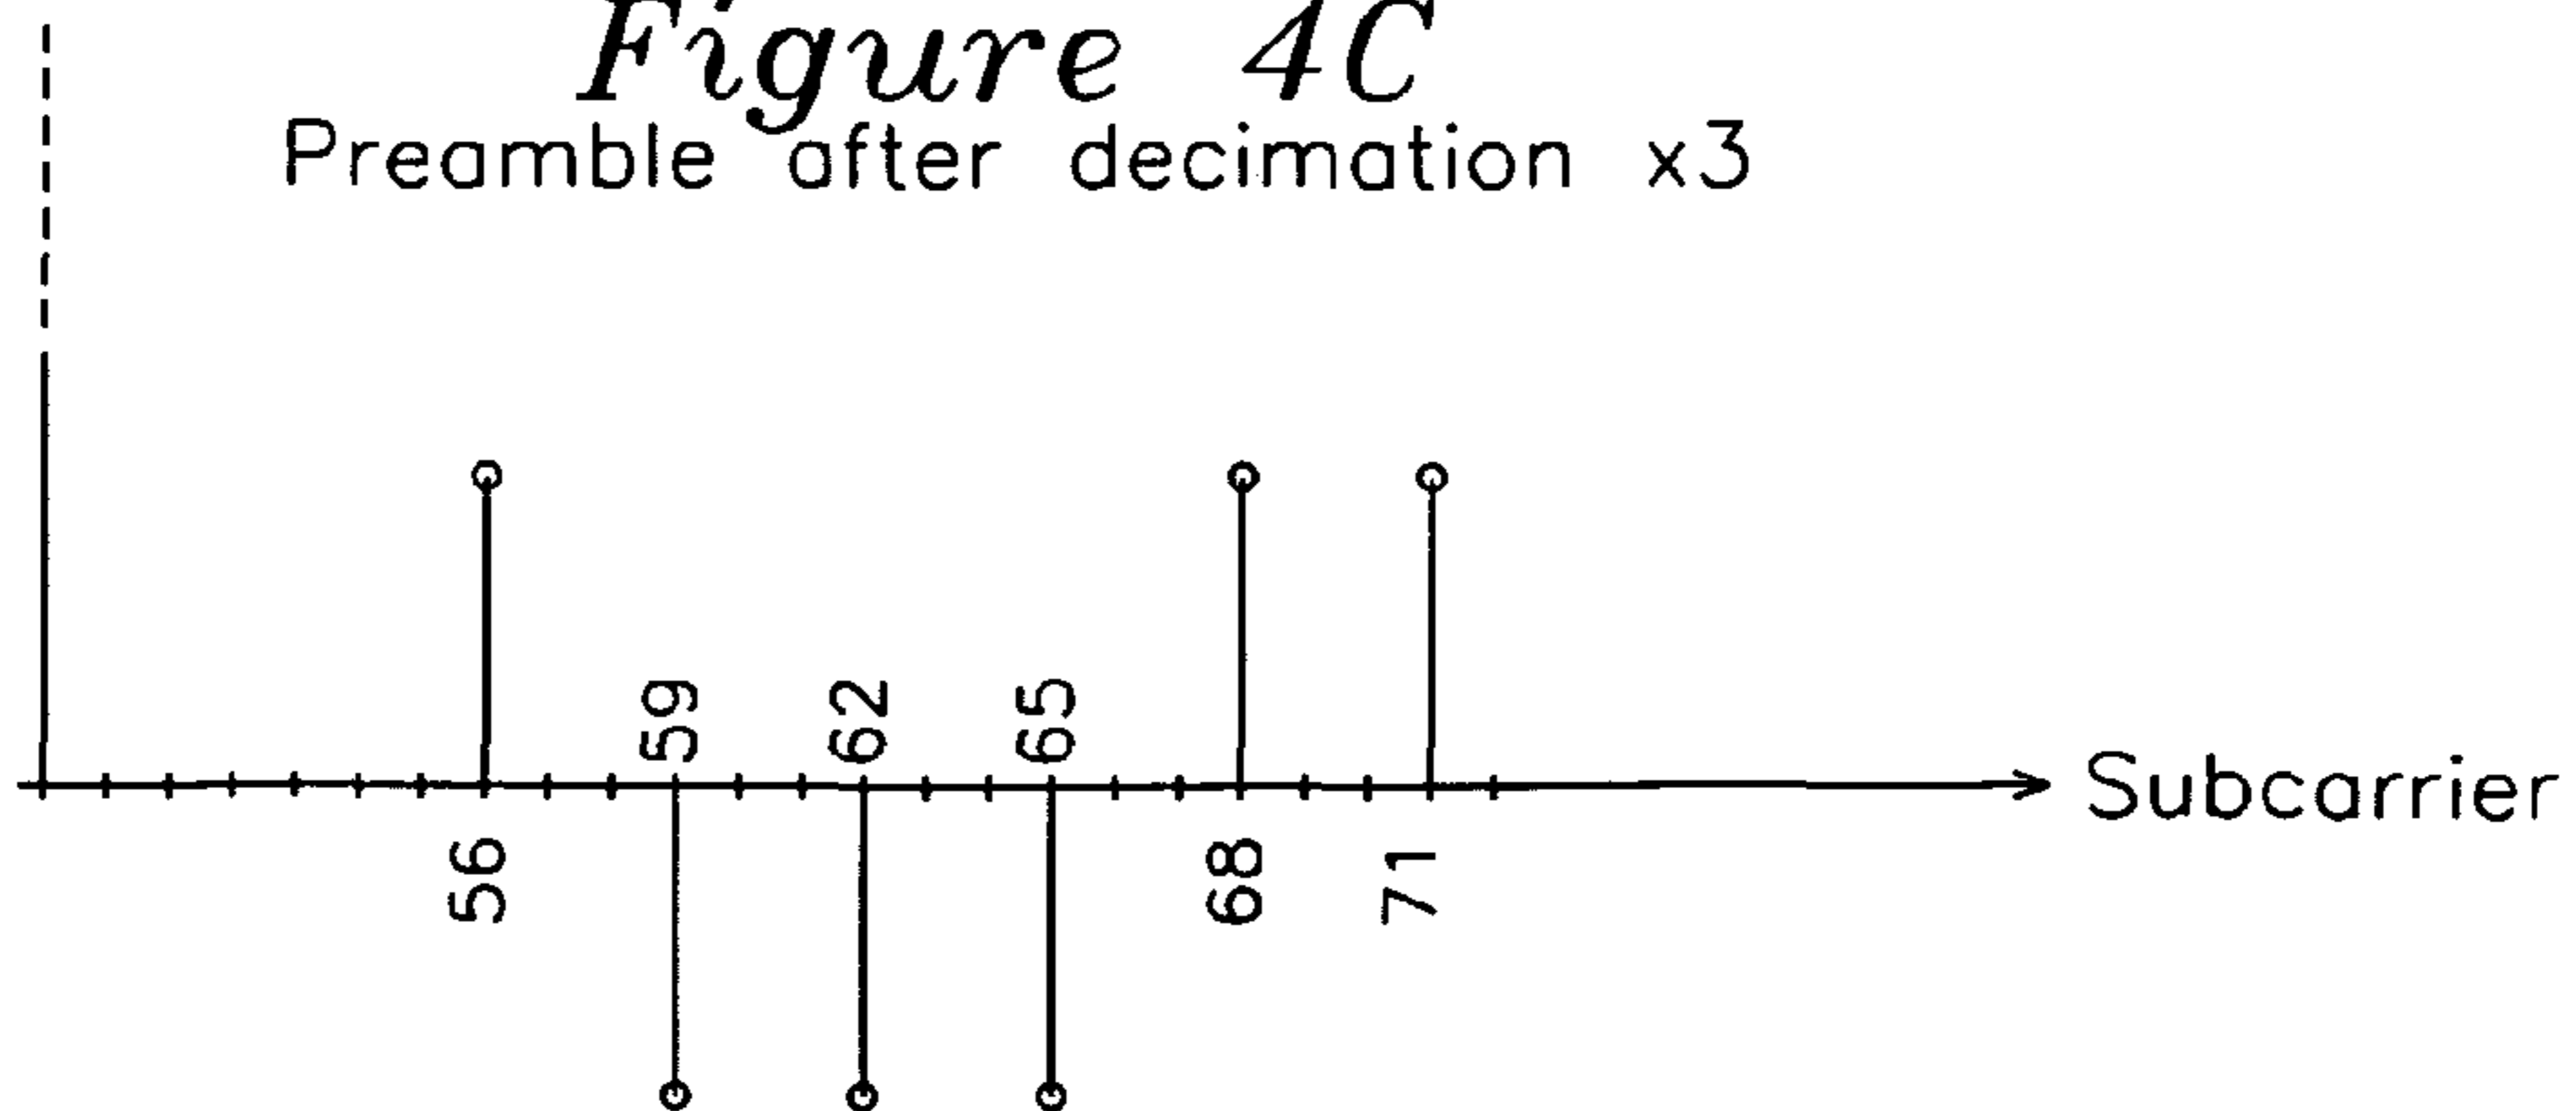 Figure 4C
Preamble after decimation x3
59 62 65
Subcarrier
56 68 71